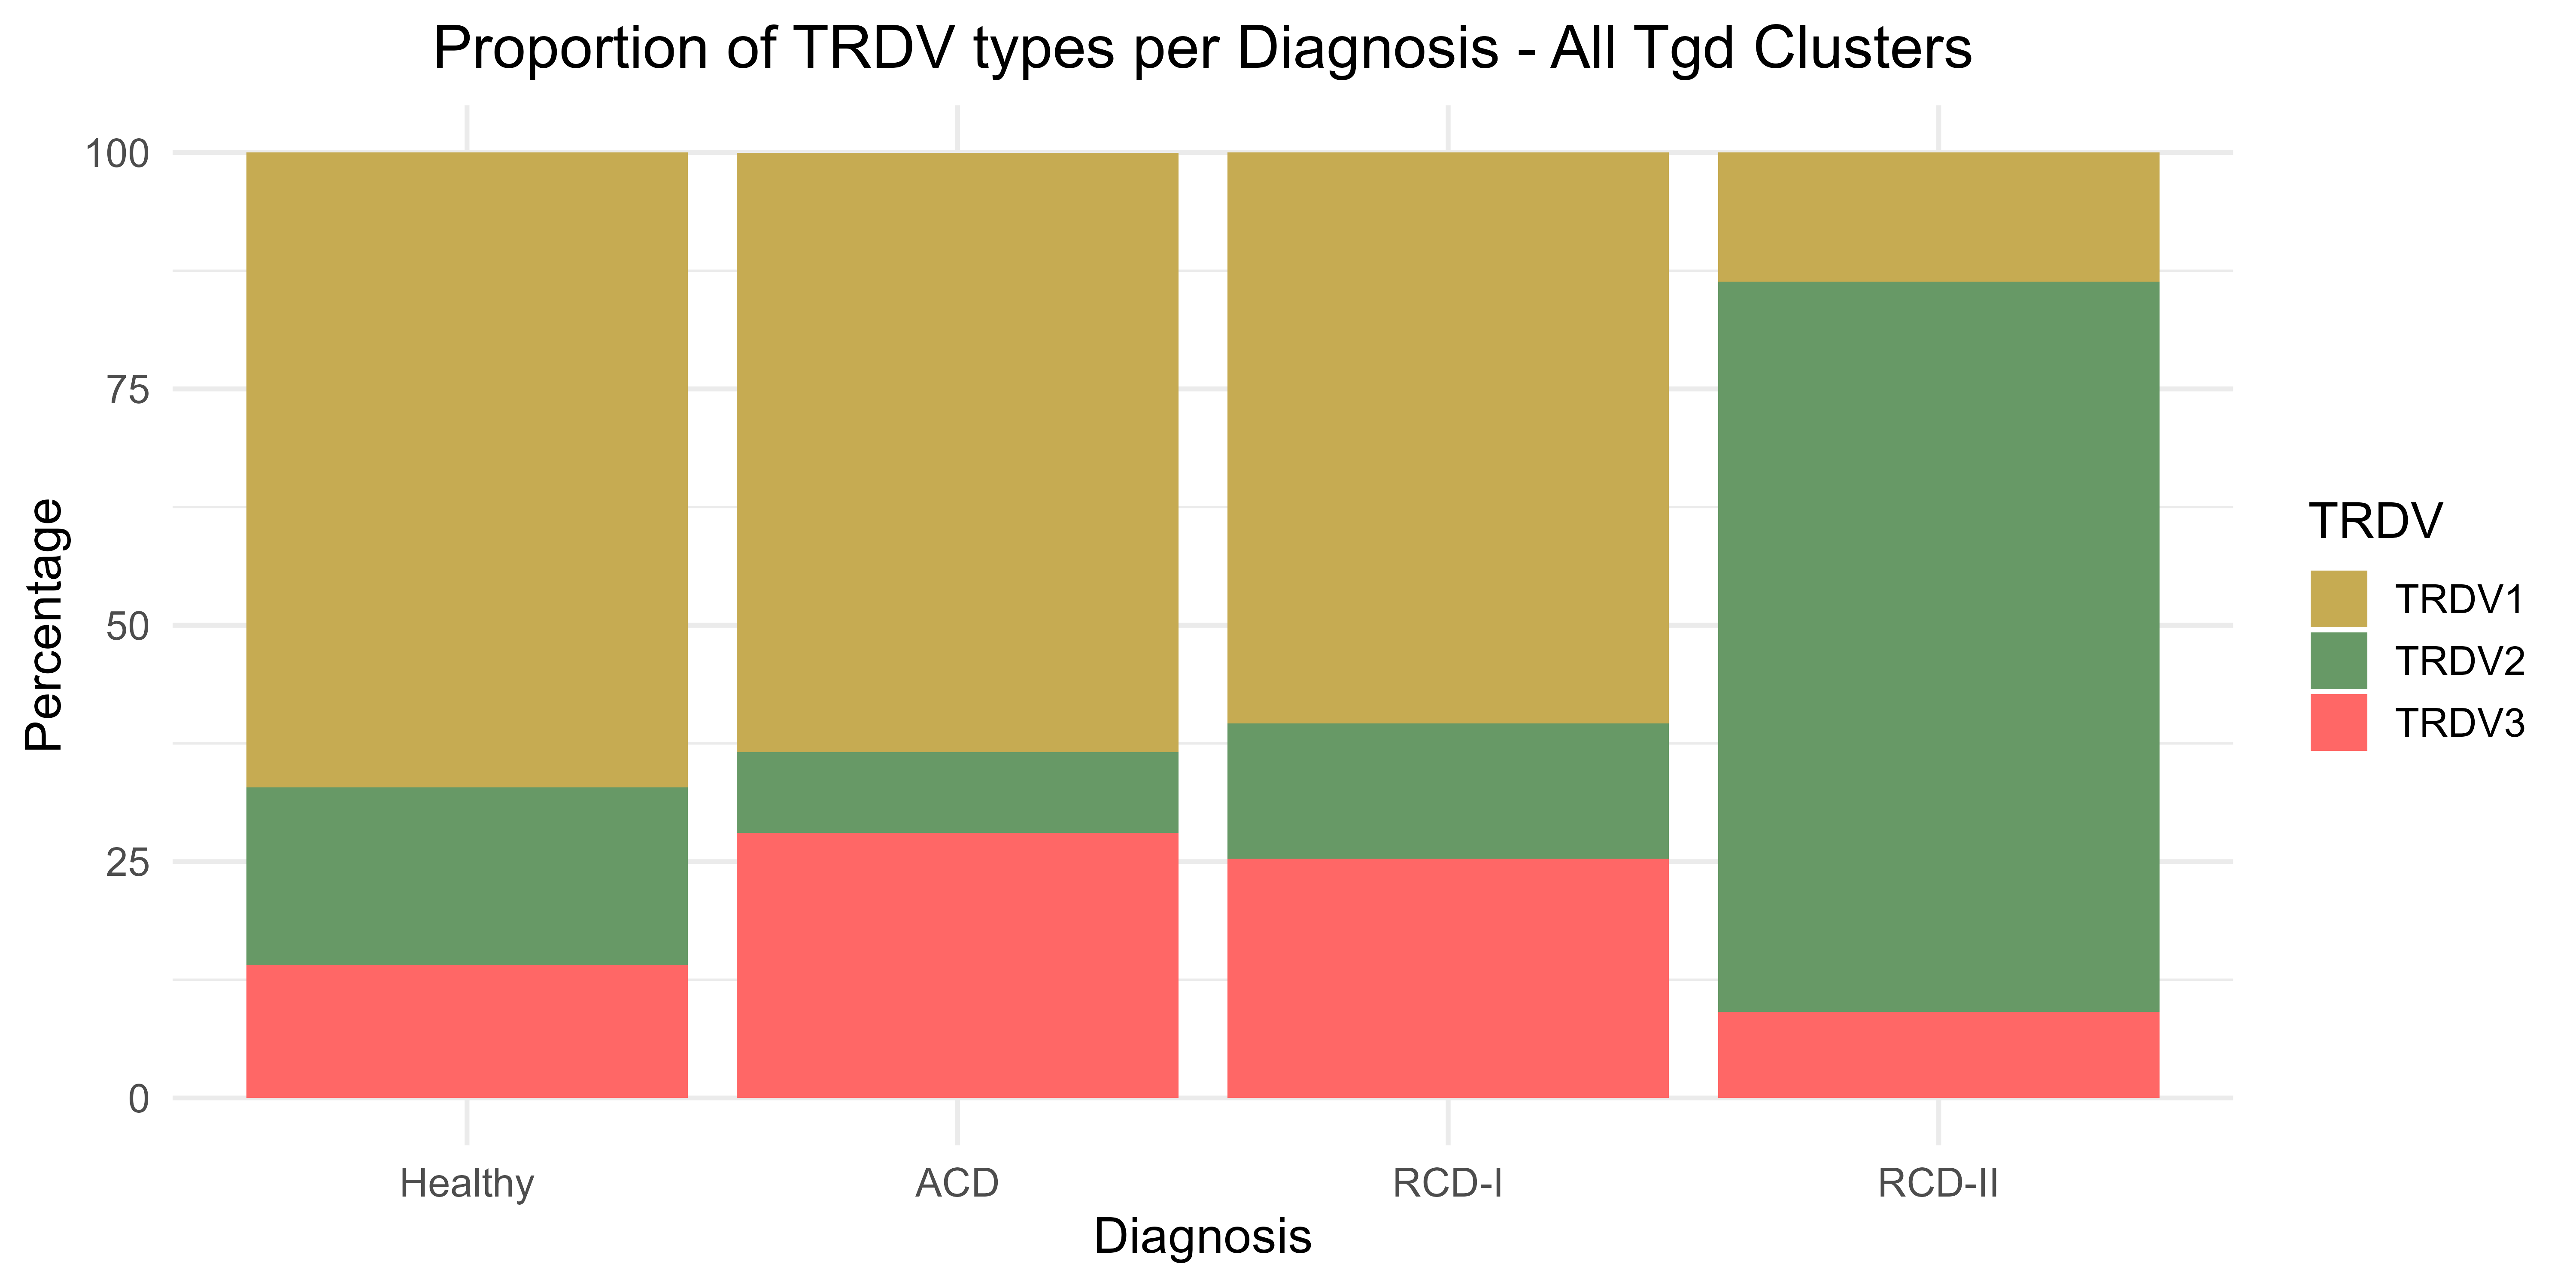 Proportion of TRDV types per Diagnosis - All Tgd Clusters
Percentage
100
75
50
25
0
Healthy
ACD
RCD-I
RCD-II
Diagnosis
TRDV
TRDV1
TRDV2
TRDV3